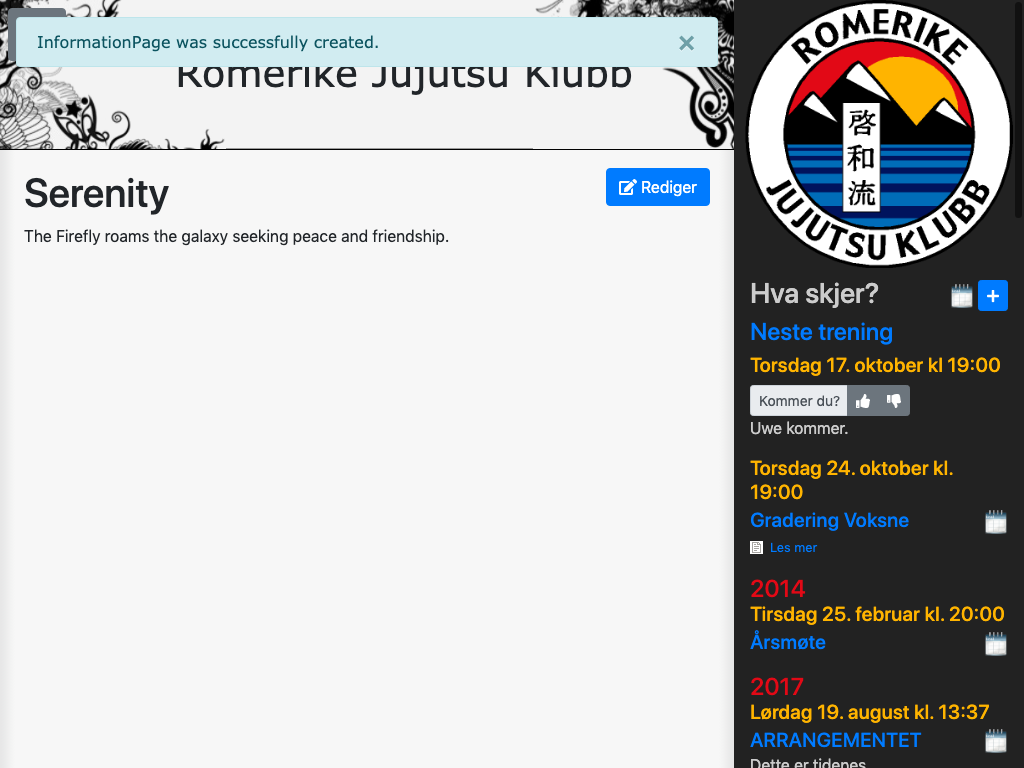 InformationPage was successfully created.
×
Romerike Jujutsu Klubb
Serenity
Rediger
The Firefly roams the galaxy seeking peace and friendship.
ROMERIKE
啓和流
JUJUTSU KLUBB
Hva skjer?
+
Neste trening
Torsdag 17. oktober kl 19:00
Kommer du?
Uwe kommer.
Torsdag 24. oktober kl.
19:00
Gradering Voksne
Les mer
2014
Tirsdag 25. februar kl. 20:00
Årsmøte
2017
Lørdag 19. august kl. 13:37
ARRANGEMENTET
Dette er tidenes